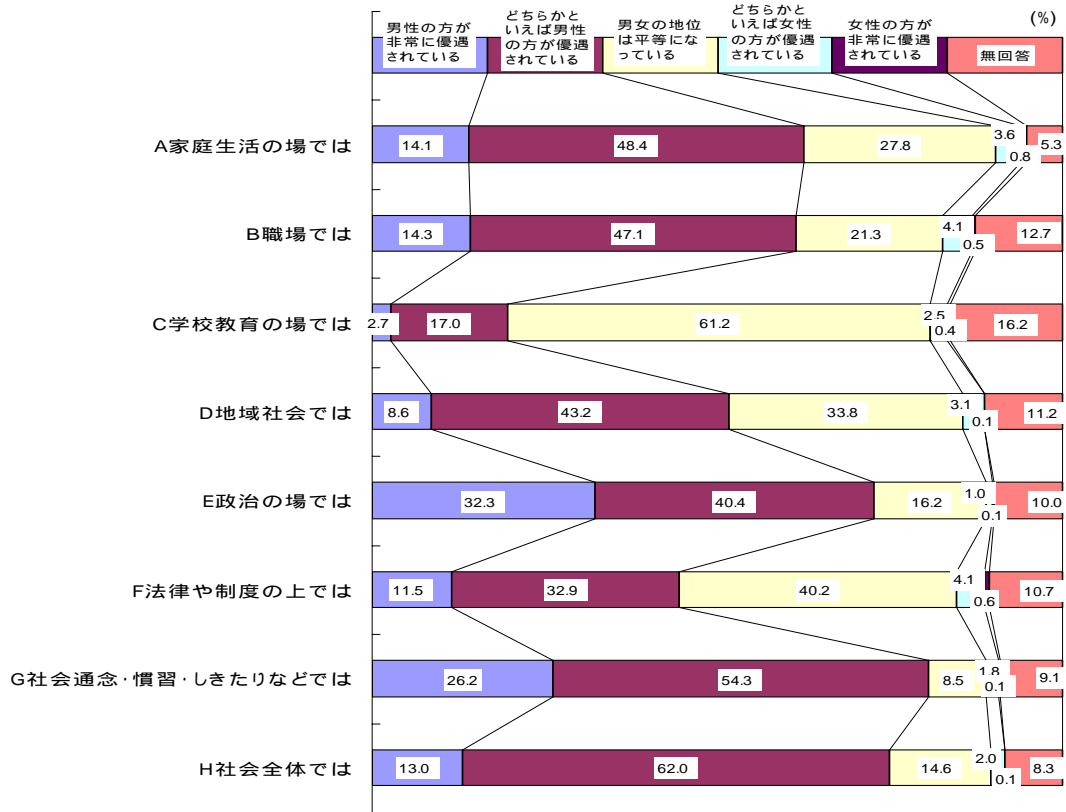 (%)
男性の方が
非常に優遇
されている
どちらかと
いえば男性
の方が優遇
されている
男女の地位
は平等にな
っている
どちらかと
いえば女性
の方が優遇
されている
女性の方が
非常に優遇
されている
無回答
A家庭生活の場では
14.1
48.4
27.8
3.6
0.8
5.3
B職場では
14.3
47.1
21.3
4.1
0.5
12.7
C学校教育の場では
2.7
17.0
61.2
2.5
0.4
16.2
D地域社会では
8.6
43.2
33.8
3.1
0.1
11.2
E政治の場では
32.3
40.4
16.2
1.0
0.1
10.0
F法律や制度の上では
11.5
32.9
40.2
4.1
0.6
10.7
G社会通念・慣習・しきたりなどでは
26.2
54.3
8.5
1.8
0.1
9.1
H社会全体では
13.0
62.0
14.6
2.0
0.1
8.3